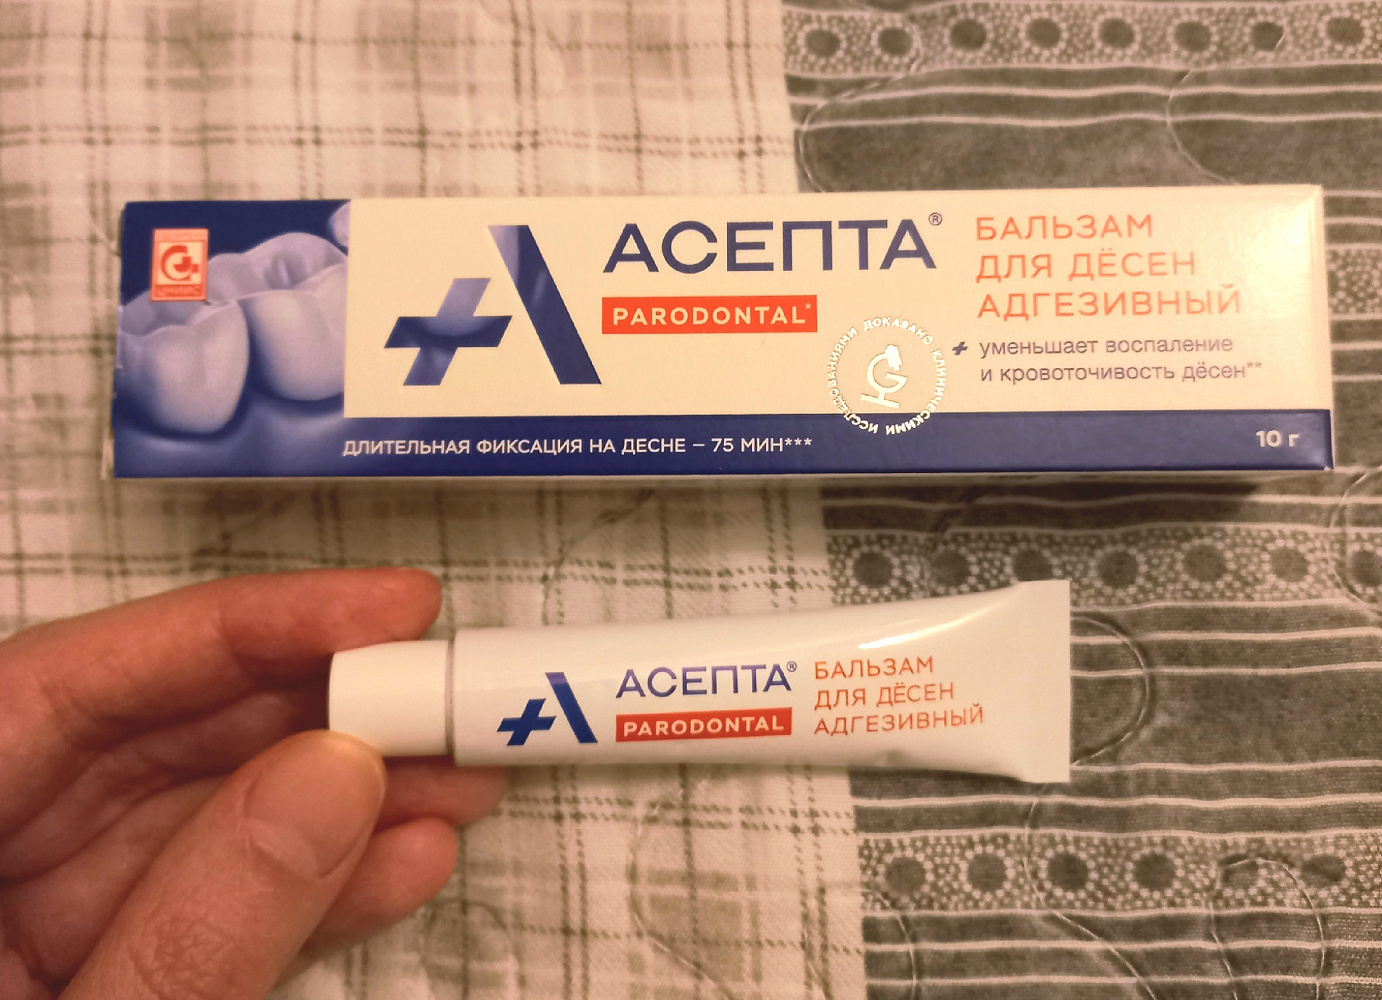 ЦНИИС
АСЕПТА®
PARODONTAL*
БАЛЬЗАМ
ДЛЯ ДЁСЕН
АДГЕЗИВНЫЙ
+ уменьшает воспаление
и кровоточивость дёсен**
ДОКАЗАНО КЛИНИЧЕСКИМИ ИССЛЕДОВАНИЯМИ
ДЛИТЕЛЬНАЯ ФИКСАЦИЯ НА ДЕСНЕ – 75 МИН***
10 г
АСЕПТА®
PARODONTAL
БАЛЬЗАМ
ДЛЯ ДЁСЕН
АДГЕЗИВНЫЙ